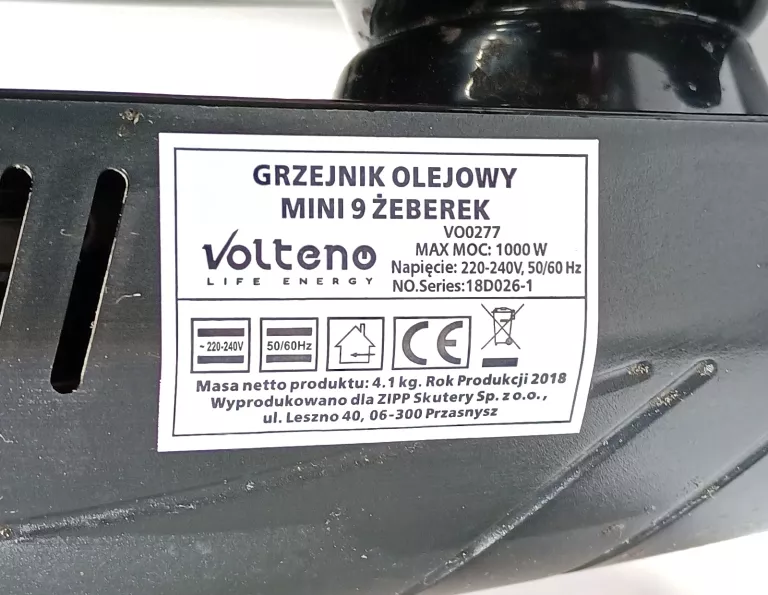 GRZEJNIK OLEJOWY
MINI 9 ŻEBEREK
VO0277
Volteno
LIFE ENERGY
MAX MOC: 1000 W
Napięcie: 220-240V, 50/60 Hz
NO.Series:18D026-1
~ 220-240V
50/60Hz
CE
Masa netto produktu: 4.1 kg. Rok Produkcji 2018
Wyprodukowano dla ZIPP Skutery Sp. z o.o.,
ul. Leszno 40, 06-300 Przasnysz